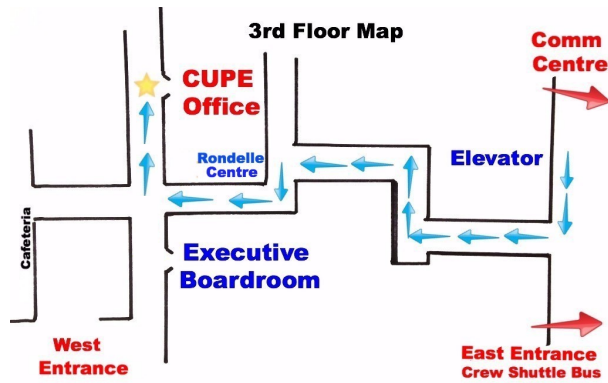 3rd Floor Map
Comm
Centre
CUPE
Office
Rondelle
Centre
Elevator
Cafeteria
Executive
Boardroom
West
Entrance
East Entrance
Crew Shuttle Bus